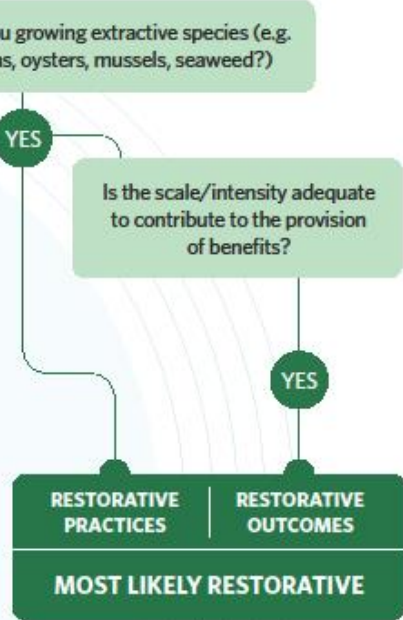 u growing extractive species (e.g.
s, oysters, mussels, seaweed?)
YES
Is the scale/intensity adequate
to contribute to the provision
of benefits?
YES
RESTORATIVE PRACTICES
RESTORATIVE OUTCOMES
MOST LIKELY RESTORATIVE